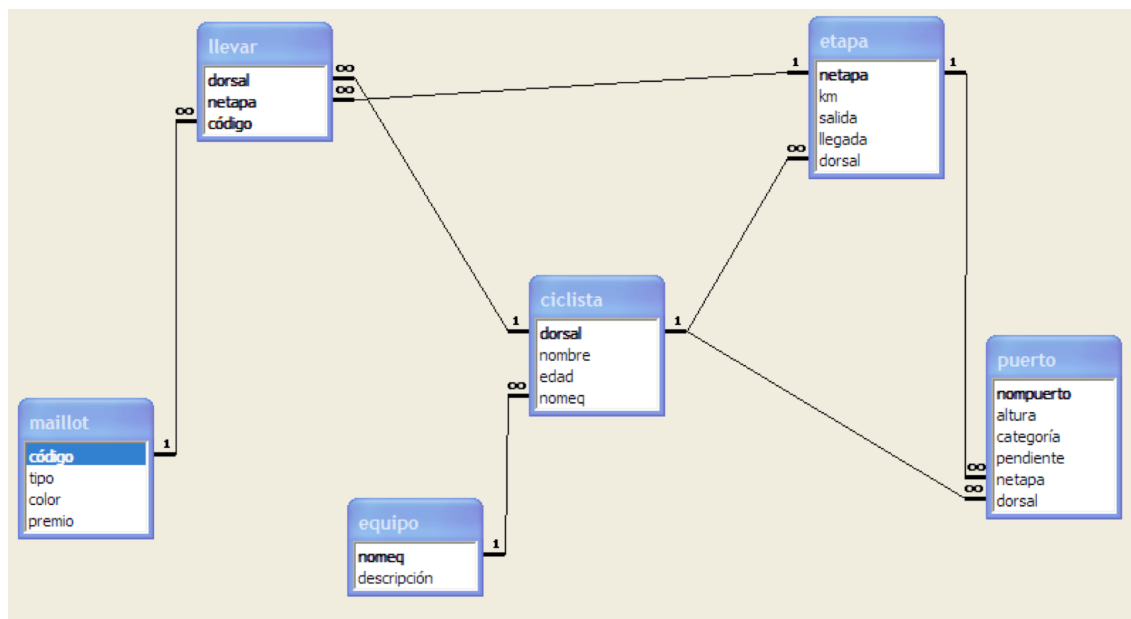 llevar
dorsal
netapa
código
∞
∞
∞
etapa
netapa
km
salida
llegada
dorsal
1
1
∞
ciclista
dorsal
nombre
edad
nomeq
1
1
∞
puerto
nompuerto
altura
categoría
pendiente
netapa
dorsal
∞
∞
maillot
código
tipo
color
premio
1
equipo
nomeq
descripción
1